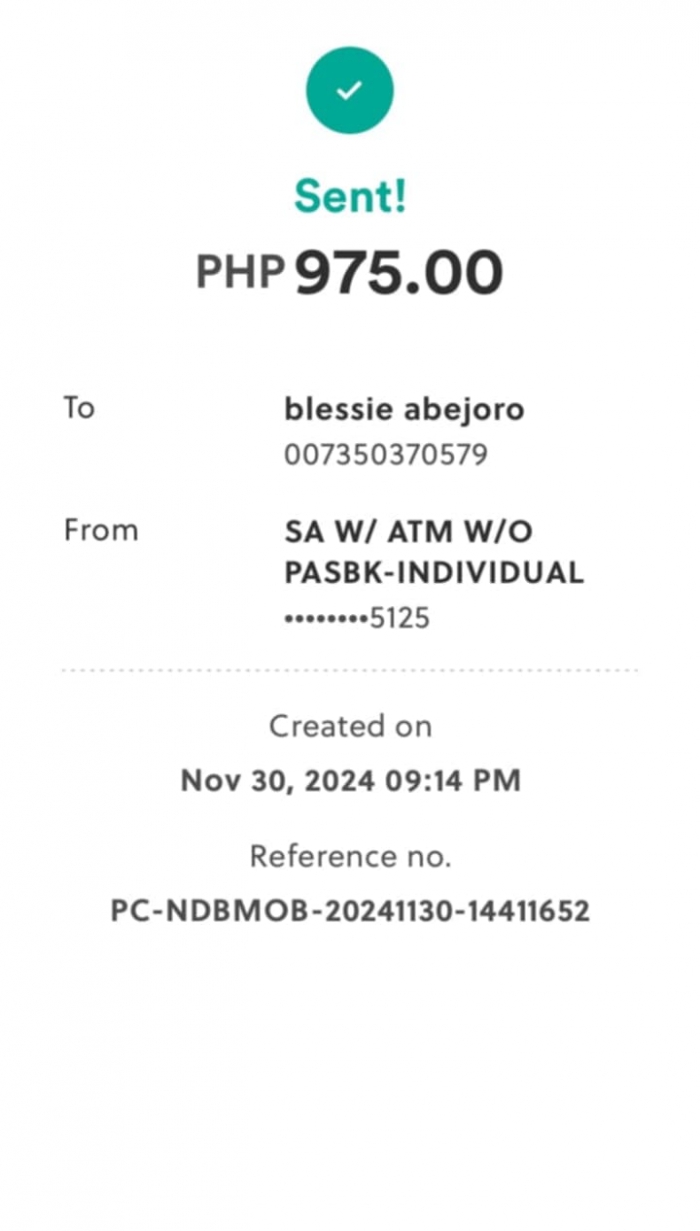 Sent!
PHP 975.00
To
blessie abejoro
007350370579
From
SA W/ ATM W/O
PASBK-INDIVIDUAL
••••••••5125
Created on
Nov 30, 2024 09:14 PM
Reference no.
PC-NDBMOB-20241130-14411652